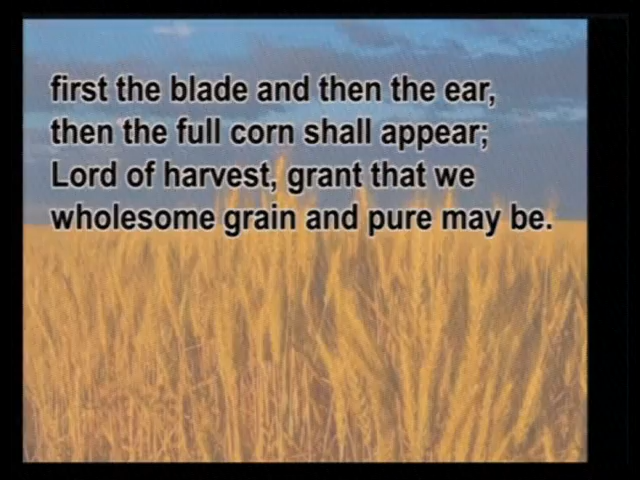 first the blade and then the ear,
then the full corn shall appear;
Lord of harvest, grant that we
wholesome grain and pure may be.